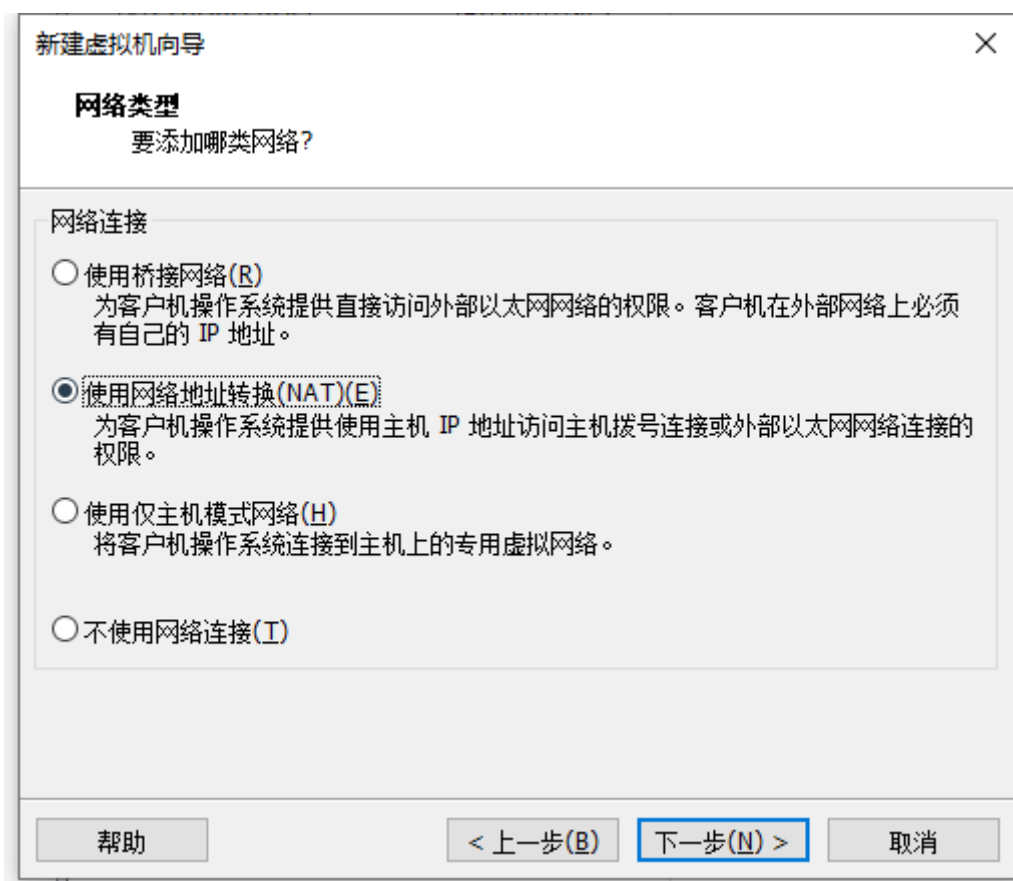 新建虚拟机向导
网络类型
要添加哪类网络?
网络连接
使用桥接网络(R)
为客户机操作系统提供直接访问外部以太网网络的权限。客户机在外部网络上必须
有自己的 IP 地址。
使用网络地址转换(NAT)(E)
为客户机操作系统提供使用主机 IP 地址访问主机拨号连接或外部以太网网络连接的
权限。
使用仅主机模式网络(H)
将客户机操作系统连接到主机上的专用虚拟网络。
不使用网络连接(T)
帮助
< 上一步(B)
下一步(N) >
取消